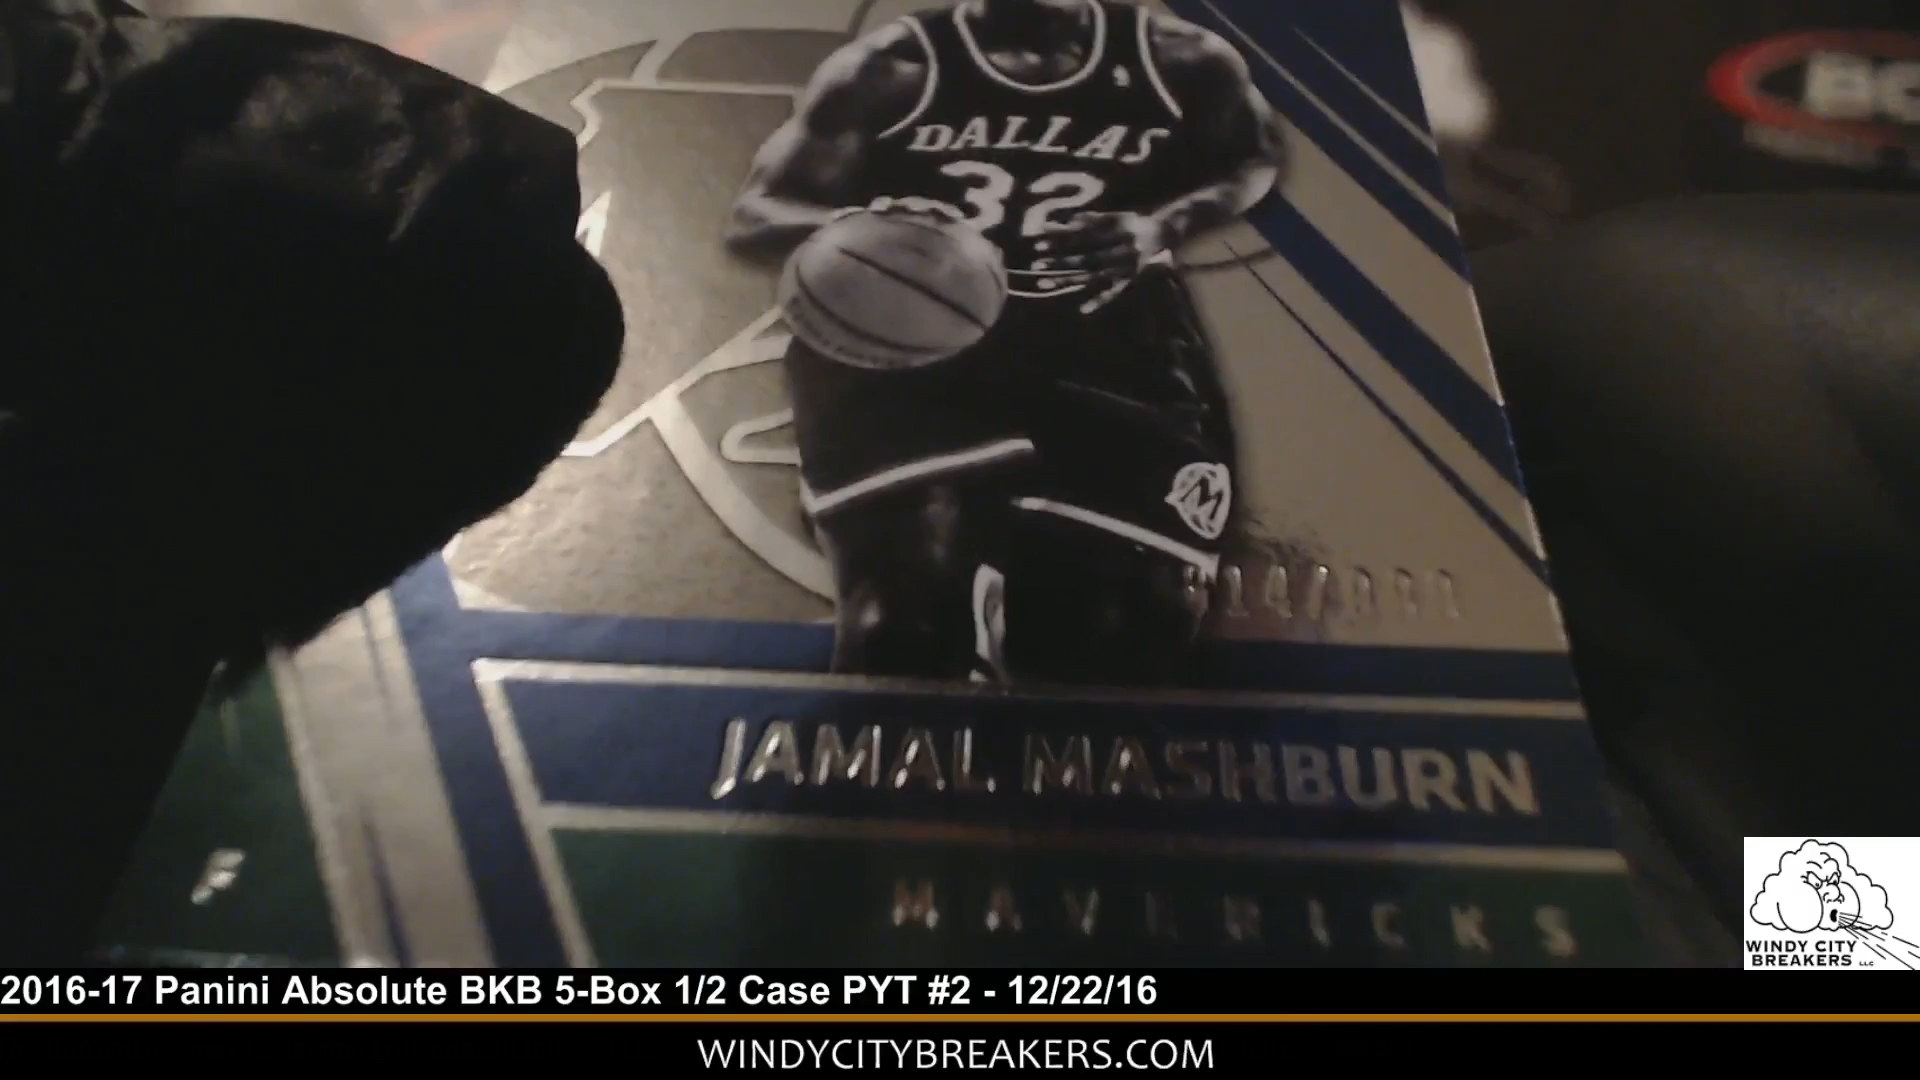 DALLAS
32
M
JAMAL MASHBURN
MAVERICKS
WINDY CITY
BREAKERS LLC
2016-17 Panini Absolute BKB 5-Box 1/2 Case PYT #2 - 12/22/16
WINDYCITYBREAKERS.COM